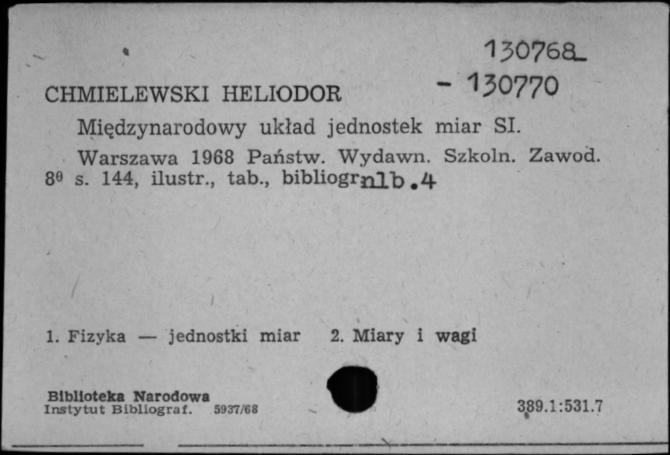 130768
- 130770
CHMIELEWSKI HELIODOR
Międzynarodowy układ jednostek miar SI.
Warszawa 1968 Państw. Wydawn. Szkoln. Zawod.
8⁰ s. 144, ilustr., tab., bibliogr nlb.4
1. Fizyka — jednostki miar 2. Miary i wagi
Biblioteka Narodowa
Instytut Bibliograf. 5937/68
389.1:531.7